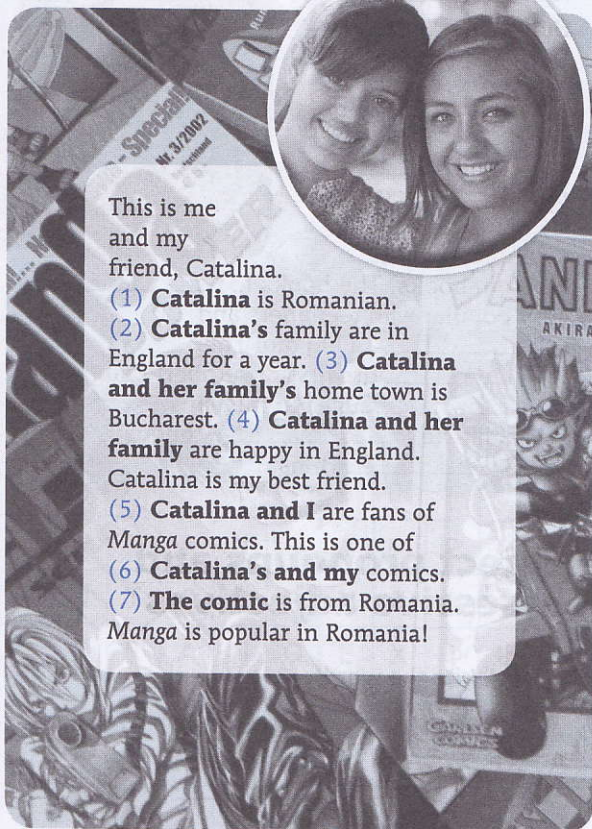 Special!
Nr. 3/2002
This is me
and my
friend, Catalina.
(1) Catalina is Romanian.
(2) Catalina's family are in
England for a year. (3) Catalina
and her family's home town is
Bucharest. (4) Catalina and her
family are happy in England.
Catalina is my best friend.
(5) Catalina and I are fans of
Manga comics. This is one of
(6) Catalina's and my comics.
(7) The comic is from Romania.
Manga is popular in Romania!
AKIRA
COMICS